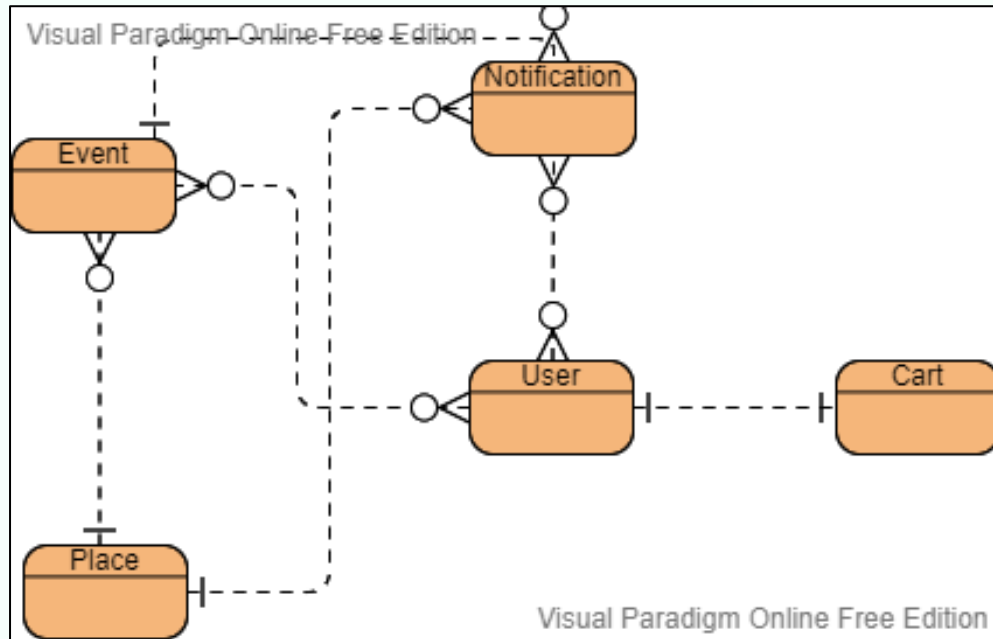 Visual Paradigm Online Free Edition
Notification
Event
User
Cart
Place
Visual Paradigm Online Free Edition